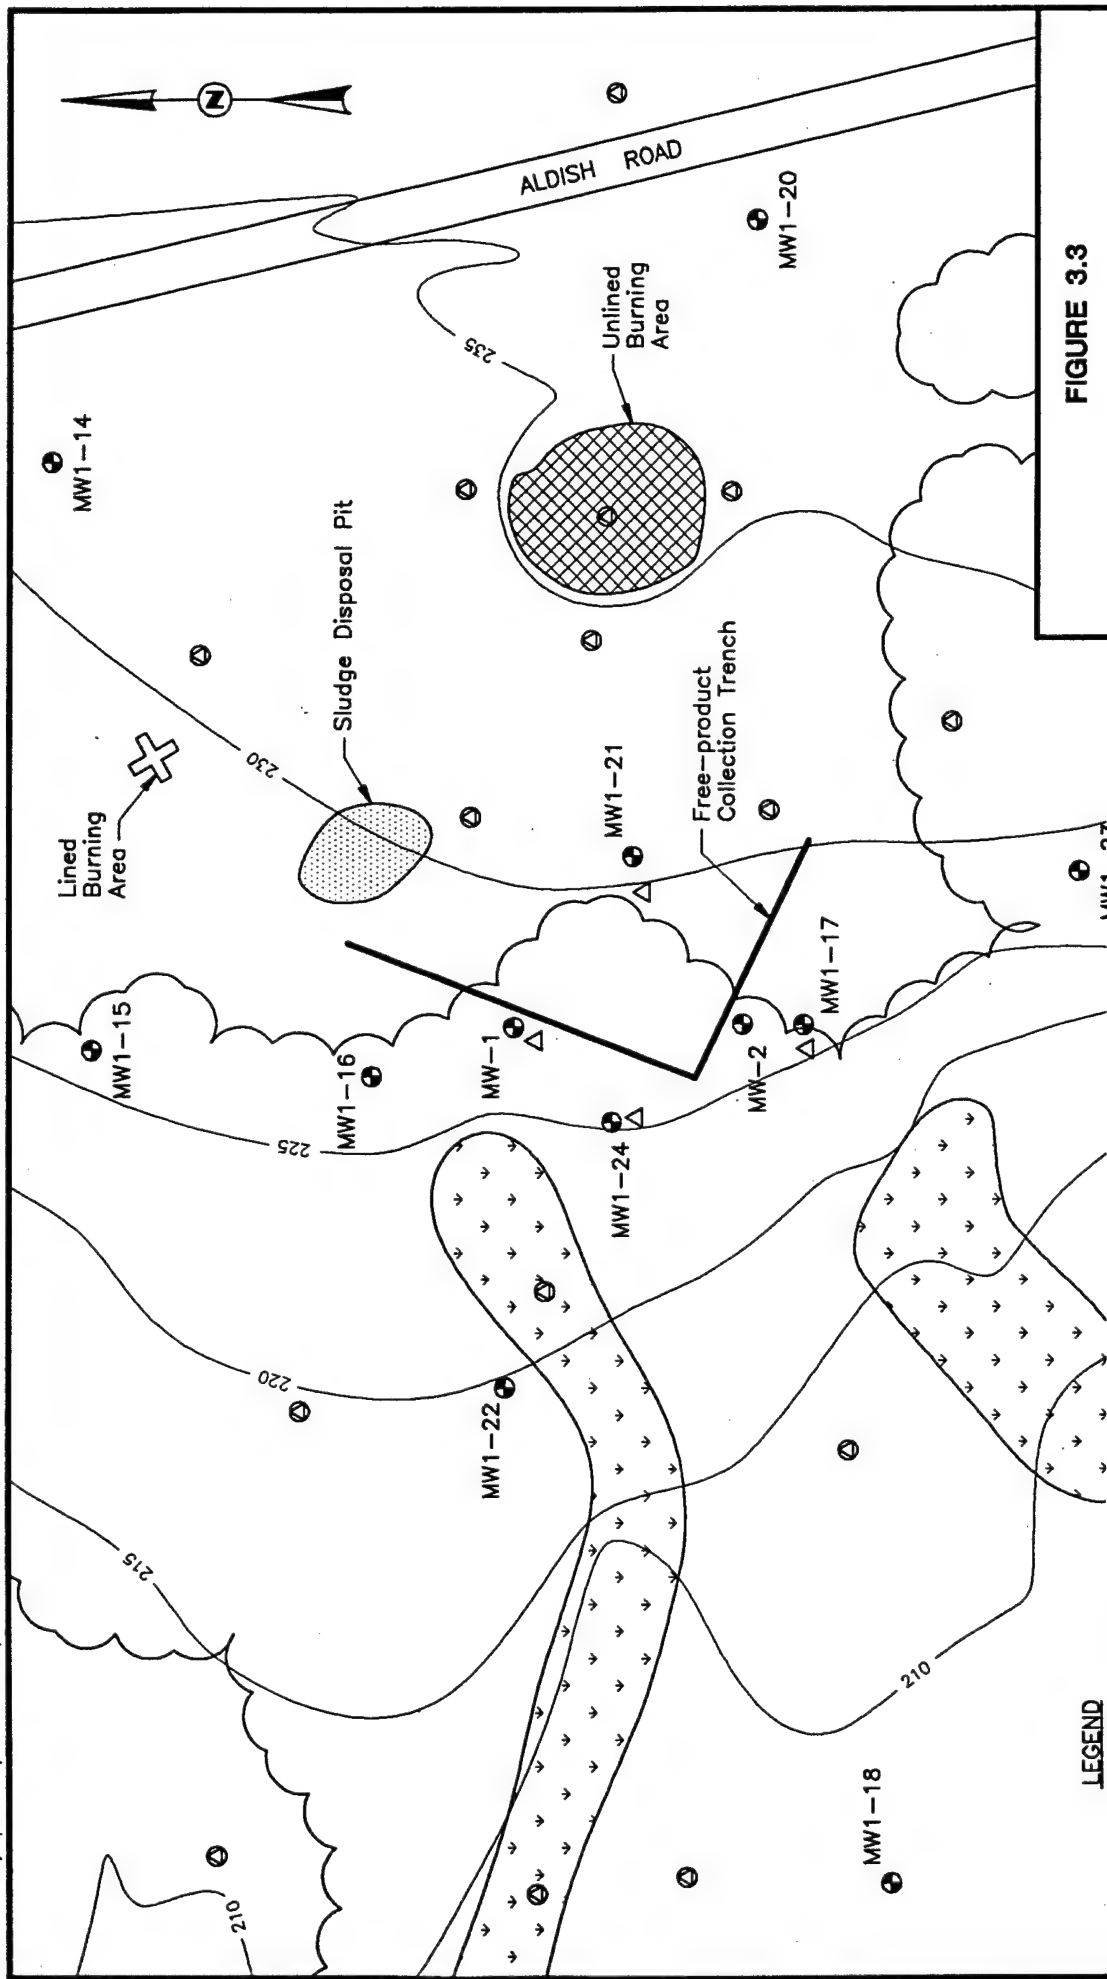 N
MW1-14
ALDISH ROAD
Lined
Burning
Area
MW1-15
230
Sludge Disposal Pit
235
225
MW1-16
220
215
210
MW-1
MW1-22
MW1-21
Unlined
Burning
Area
MW1-24
Free-product
Collection Trench
MW1-20
MW-2
MW1-17
MW1-18
210
LEGEND
FIGURE 3.3